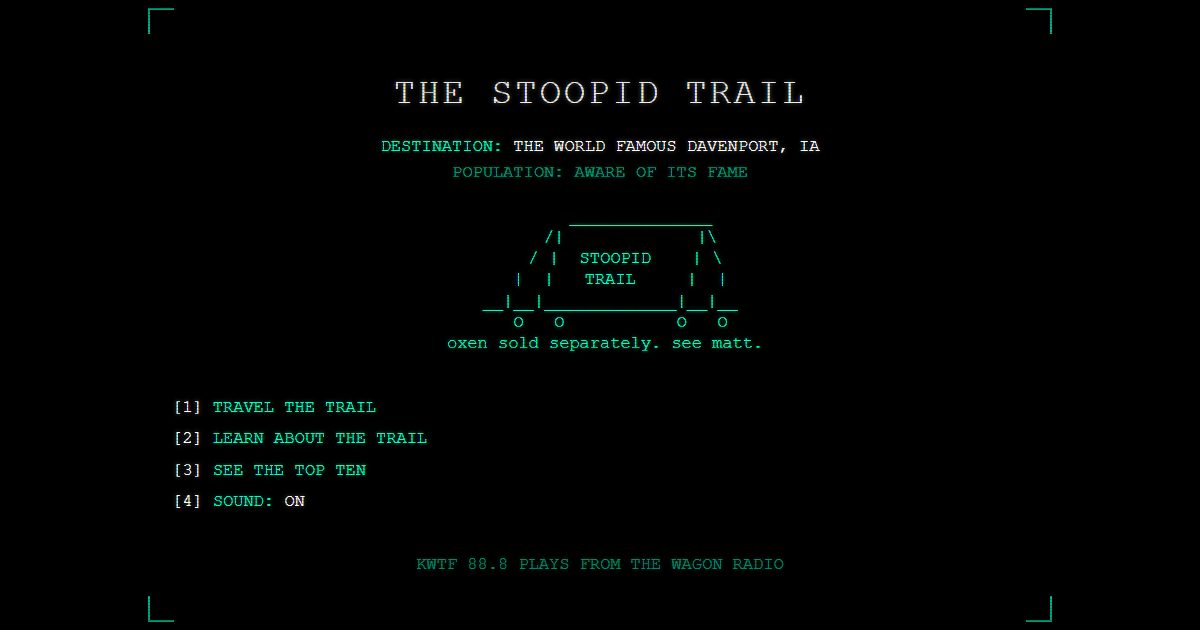 THE STOOPID TRAIL
DESTINATION: THE WORLD FAMOUS DAVENPORT, IA
POPULATION: AWARE OF ITS FAME
STOOPID
TRAIL
oxen sold separately. see matt.
[1] TRAVEL THE TRAIL
[2] LEARN ABOUT THE TRAIL
[3] SEE THE TOP TEN
[4] SOUND: ON
KWTF 88.8 PLAYS FROM THE WAGON RADIO